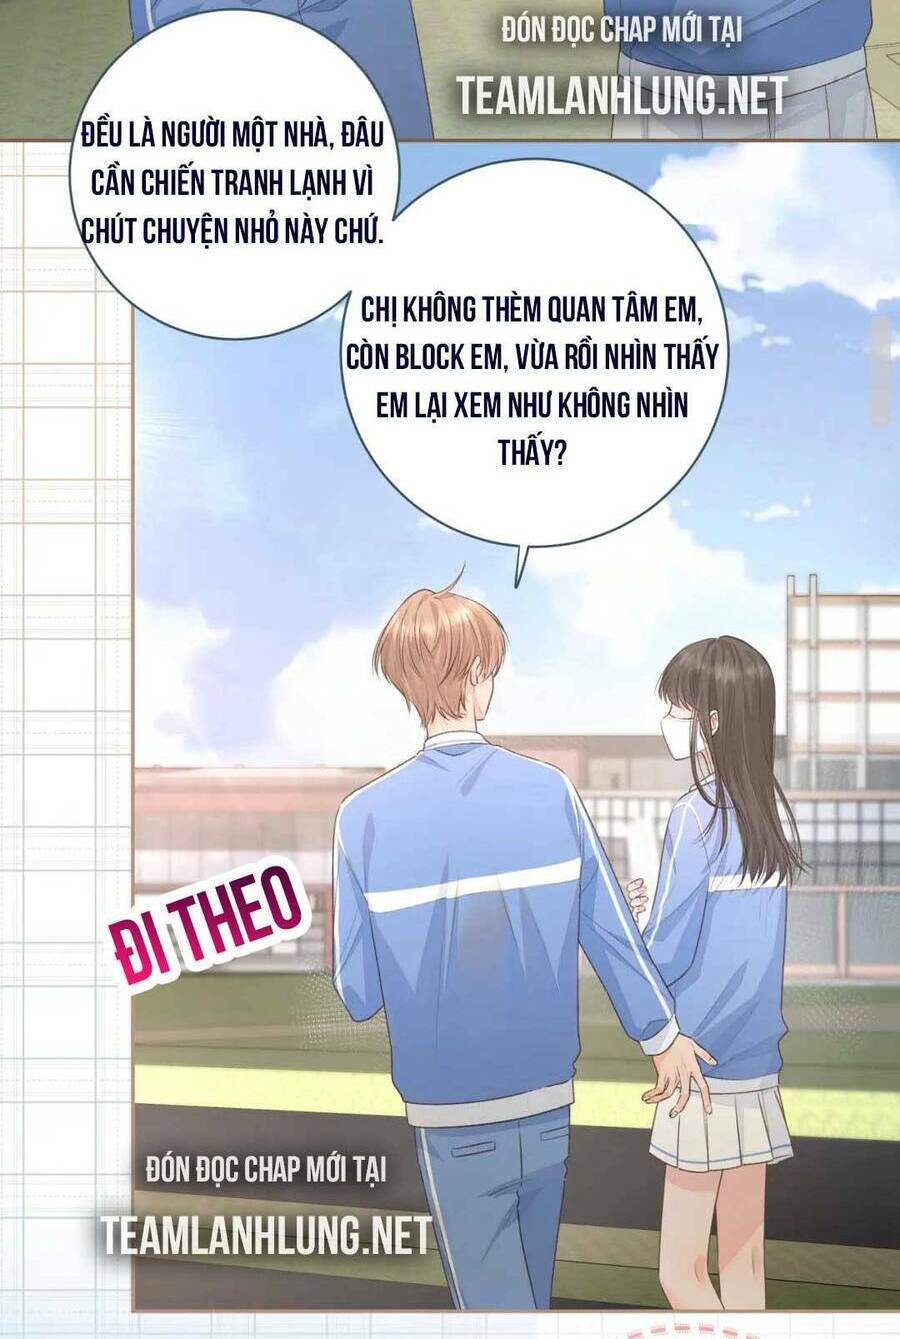 ĐÓN ĐỌC CHAP MỚI TẠI
TEAMLANHLUNG.NET
ĐỀU LÀ NGƯỜI MỘT NHÀ, ĐÂU
CẦN CHIẾN TRANH LẠNH VÌ
CHÚT CHUYỆN NHỎ NÀY CHỨ.
CHỊ KHÔNG THÈM QUAN TÂM EM,
CÒN BLOCK EM, VỪA RỒI NHÌN THẤY
EM LẠI XEM NHƯ KHÔNG NHÌN
THẤY?
ĐI THEO
ĐÓN ĐỌC CHAP MỚI TẠI
TEAMLANHLUNG.NET